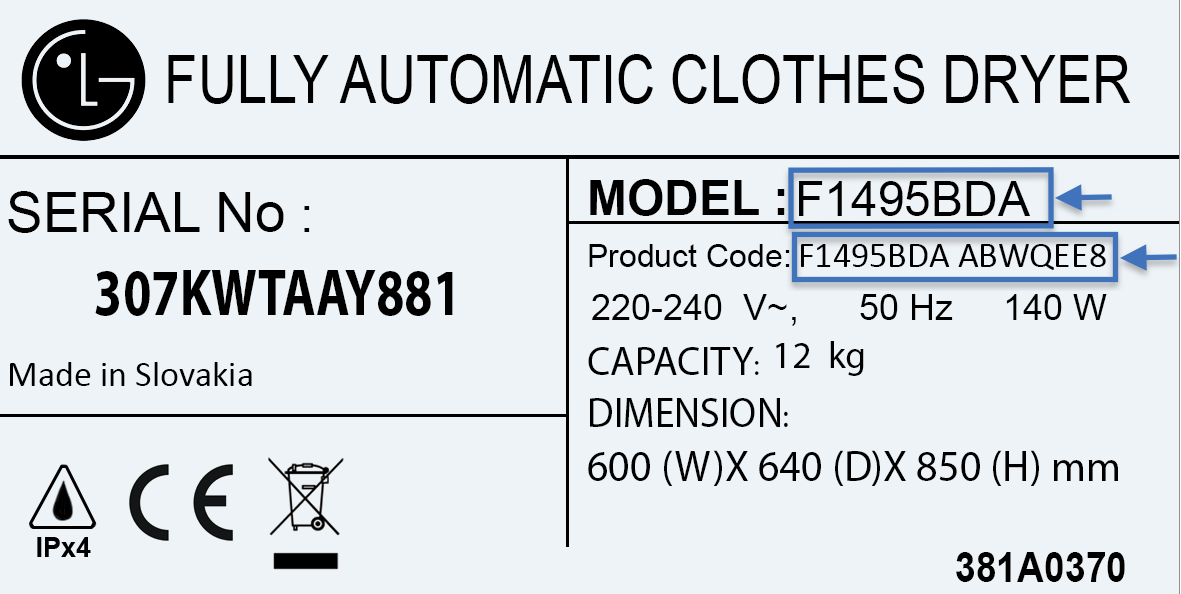 LG FULLY AUTOMATIC CLOTHES DRYER
SERIAL No :
307KWTAAY881
Made in Slovakia
IPx4
CE
MODEL : F1495BDA
Product Code: F1495BDA ABWQEE8
220-240 V~, 50 Hz 140 W
CAPACITY: 12 kg
DIMENSION:
600 (W)X 640 (D)X 850 (H) mm
381A0370